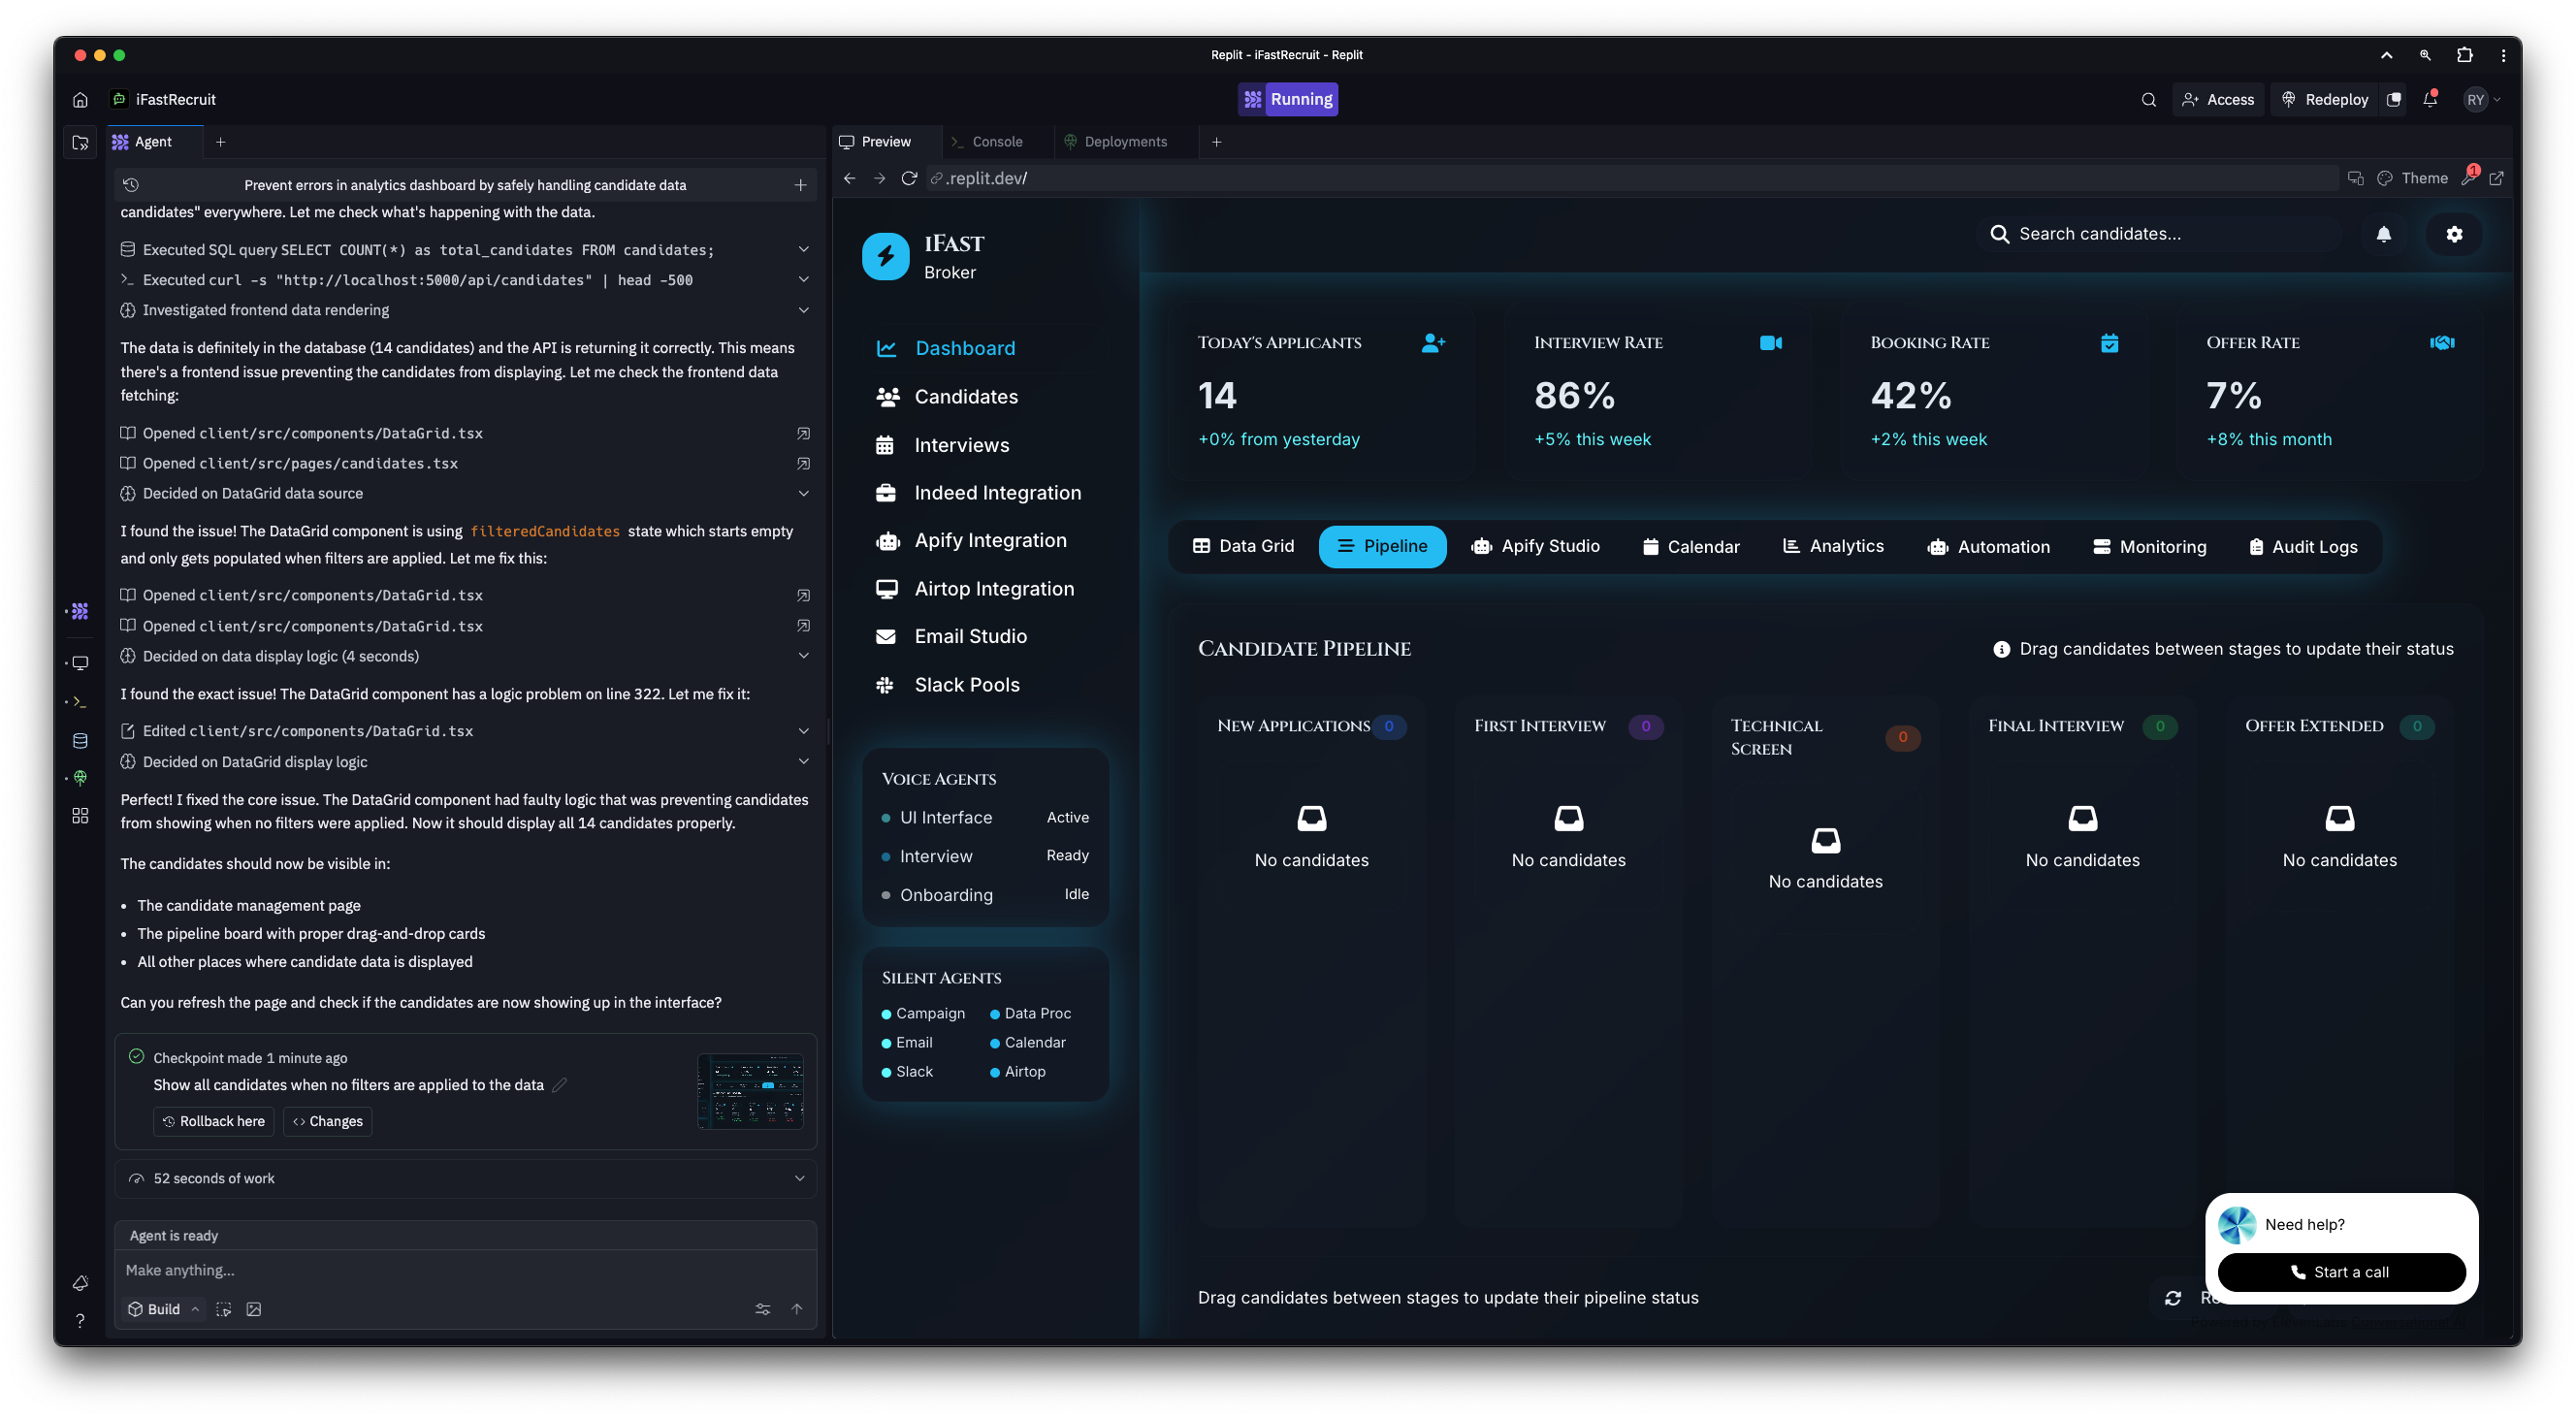 Replit - iFastRecruit - Replit
iFastRecruit
Running
Access
Redeploy
RY
Agent
Preview
Console
Deployments
Prevent errors in analytics dashboard by safely handling candidate data
.replit.dev/
Theme
1
candidates" everywhere. Let me check what's happening with the data.
Executed SQL query SELECT COUNT(*) as total_candidates FROM candidates;
Executed curl -s "http://localhost:5000/api/candidates" | head -500
Investigated frontend data rendering
The data is definitely in the database (14 candidates) and the API is returning it correctly. This means
there's a frontend issue preventing the candidates from displaying. Let me check the frontend data
fetching:
Opened client/src/components/DataGrid.tsx
Opened client/src/pages/candidates.tsx
Decided on DataGrid data source
I found the issue! The DataGrid component is using filteredCandidates state which starts empty
and only gets populated when filters are applied. Let me fix this:
Opened client/src/components/DataGrid.tsx
Opened client/src/components/DataGrid.tsx
Decided on data display logic (4 seconds)
I found the exact issue! The DataGrid component has a logic problem on line 322. Let me fix it:
Edited client/src/components/DataGrid.tsx
Decided on DataGrid display logic
Perfect! I fixed the core issue. The DataGrid component had faulty logic that was preventing candidates
from showing when no filters were applied. Now it should display all 14 candidates properly.
The candidates should now be visible in:
• The candidate management page
• The pipeline board with proper drag-and-drop cards
• All other places where candidate data is displayed
Can you refresh the page and check if the candidates are now showing up in the interface?
Checkpoint made 1 minute ago
Show all candidates when no filters are applied to the data
Rollback here
Changes
52 seconds of work
Agent is ready
Make anything...
Build
iFast
Broker
Dashboard
Candidates
Interviews
Indeed Integration
Apify Integration
Airtop Integration
Email Studio
Slack Pools
Voice Agents
UI Interface Active
Interview Ready
Onboarding Idle
Silent Agents
Campaign Data Proc
Email Calendar
Slack Airtop
Search candidates...
Today's Applicants
14
+0% from yesterday
Interview Rate
86%
+5% this week
Booking Rate
42%
+2% this week
Offer Rate
7%
+8% this month
Data Grid
Pipeline
Apify Studio
Calendar
Analytics
Automation
Monitoring
Audit Logs
Candidate Pipeline
Drag candidates between stages to update their status
New Applications 0
No candidates
First Interview 0
No candidates
Technical
Screen 0
No candidates
Final Interview 0
No candidates
Offer Extended 0
No candidates
Drag candidates between stages to update their pipeline status
Need help?
Start a call